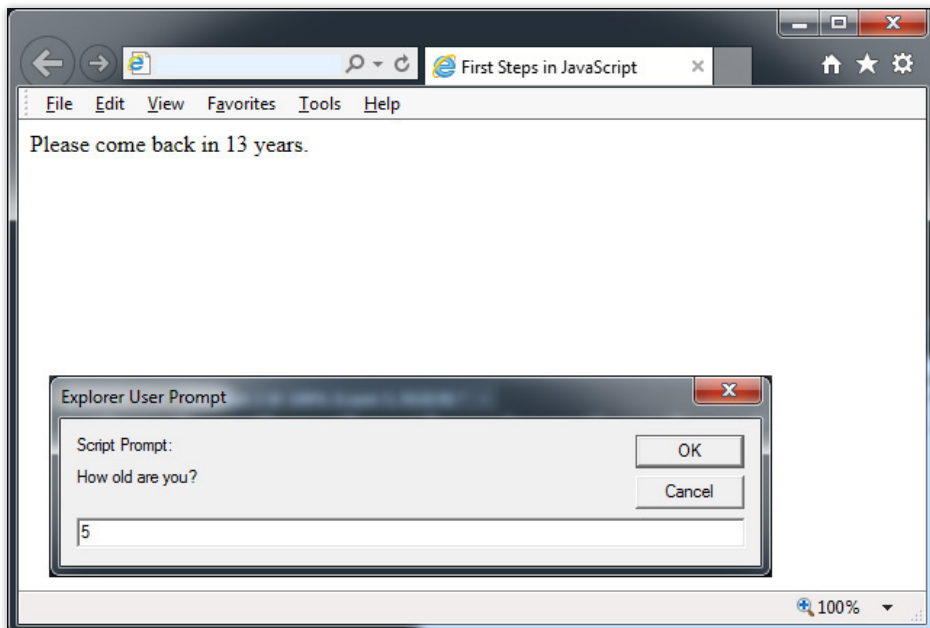 First Steps in JavaScript
File Edit View Favorites Tools Help
Please come back in 13 years.
Explorer User Prompt
Script Prompt:
OK
How old are you?
Cancel
5
100%